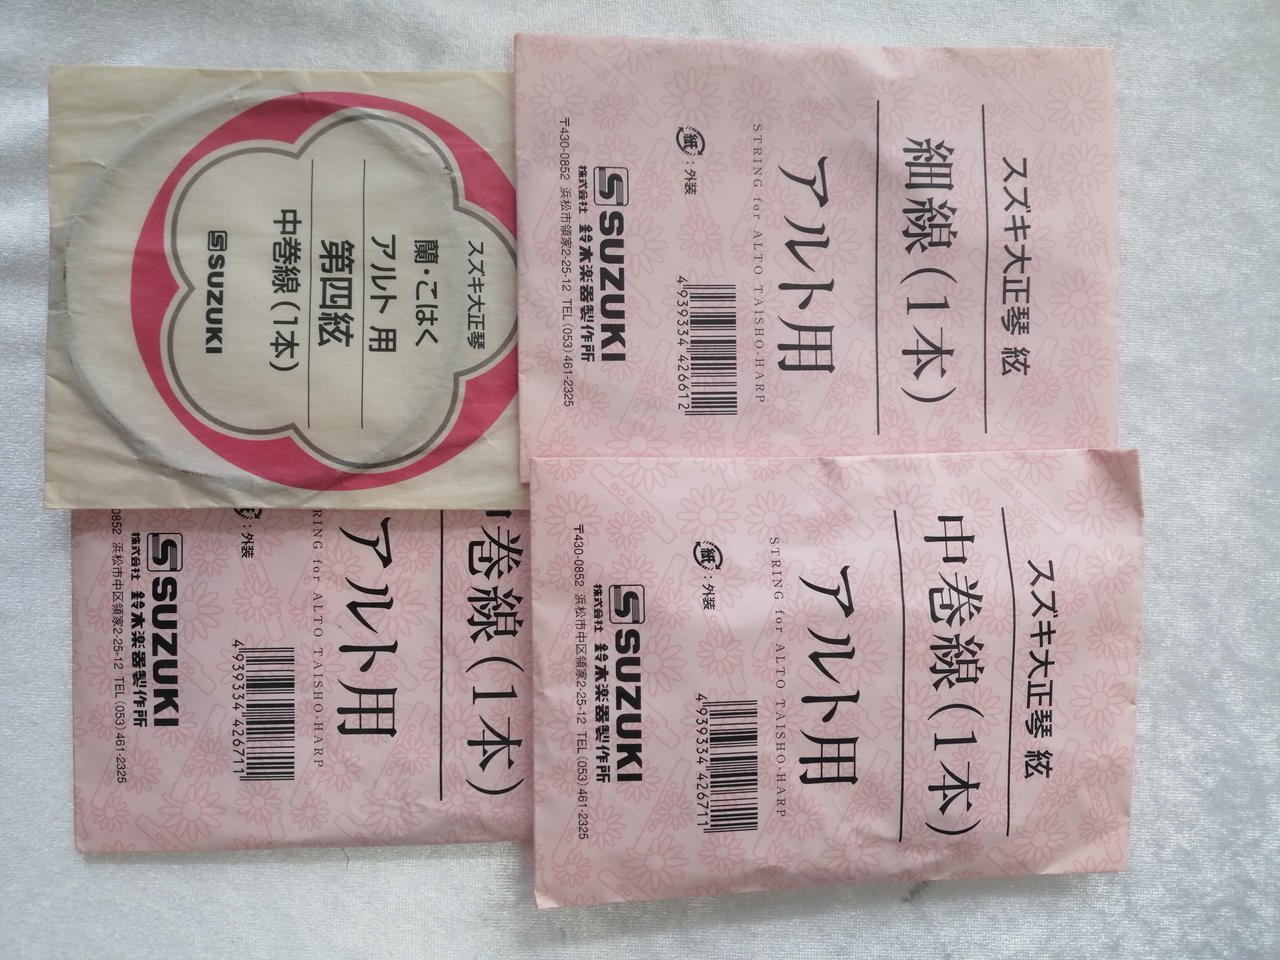 スズキ大正琴
蘭・こはく
アルト 用
第四絃
中巻線(1本)
SUZUKI
スズキ大正琴 絃
細線(1本)
アルト用
STRING for ALTO TAISHO-HARP
紙:外装
4939334426612
SUZUKI
株式会社 鈴木楽器製作所
〒430-0852 浜松市領家2-25-12 TEL(053)461-2325
スズキ大正琴 絃
中巻線(1本)
アルト用
STRING for ALTO TAISHO-HARP
紙:外装
4939334426711
SUZUKI
株式会社 鈴木楽器製作所
〒430-0852 浜松市中区領家2-25-12 TEL(053)461-2325
巻線(1本)
アルト用
RING for ALTO TAISHO-HARP
:外装
4939334426711
SUZUKI
株式会社 鈴木楽器製作所
0852 浜松市中区領家2-25-12 TEL(053)461-2325